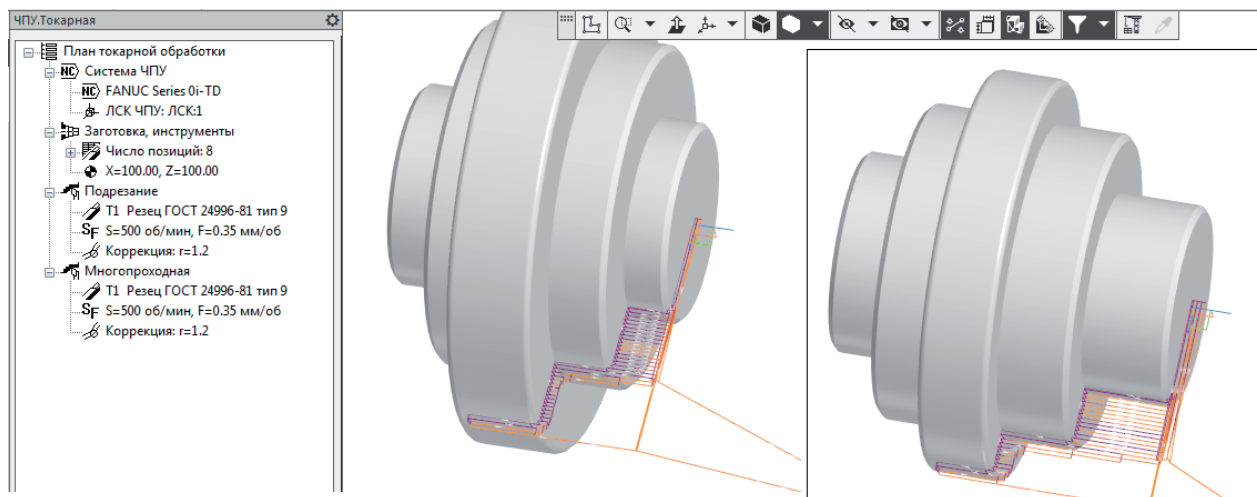 ЧПУ.Токарная
План токарной обработки
Система ЧПУ
NC FANUC Series 0i-TD
ЛСК ЧПУ: ЛСК:1
Заготовка, инструменты
Число позиций: 8
X=100.00, Z=100.00
Подрезание
T1 Резец ГОСТ 24996-81 тип 9
SF S=500 об/мин, F=0.35 мм/об
Коррекция: r=1.2
Многопроходная
T1 Резец ГОСТ 24996-81 тип 9
SF S=500 об/мин, F=0.35 мм/об
Коррекция: r=1.2